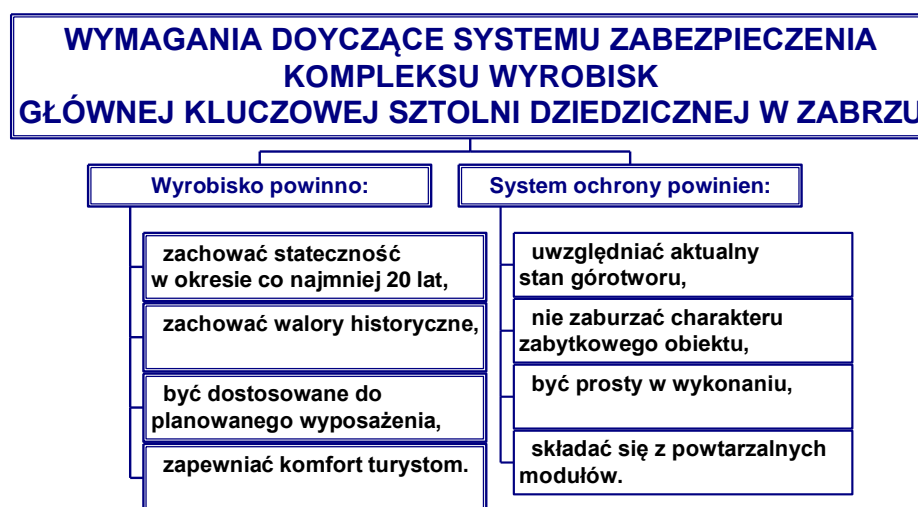 WYMAGANIA DOYCZĄCE SYSTEMU ZABEZPIECZENIA
KOMPLEKSU WYROBISK
GŁÓWNEJ KLUCZOWEJ SZTOLNI DZIEDZICZNEJ W ZABRZU
Wyrobisko powinno:
zachować stateczność
w okresie co najmniej 20 lat,
zachować walory historyczne,
być dostosowane do
planowanego wyposażenia,
zapewniać komfort turystom.
System ochrony powinien:
uwzględniać aktualny
stan górotworu,
nie zaburzać charakteru
zabytkowego obiektu,
być prosty w wykonaniu,
składać się z powtarzalnych
modułów.